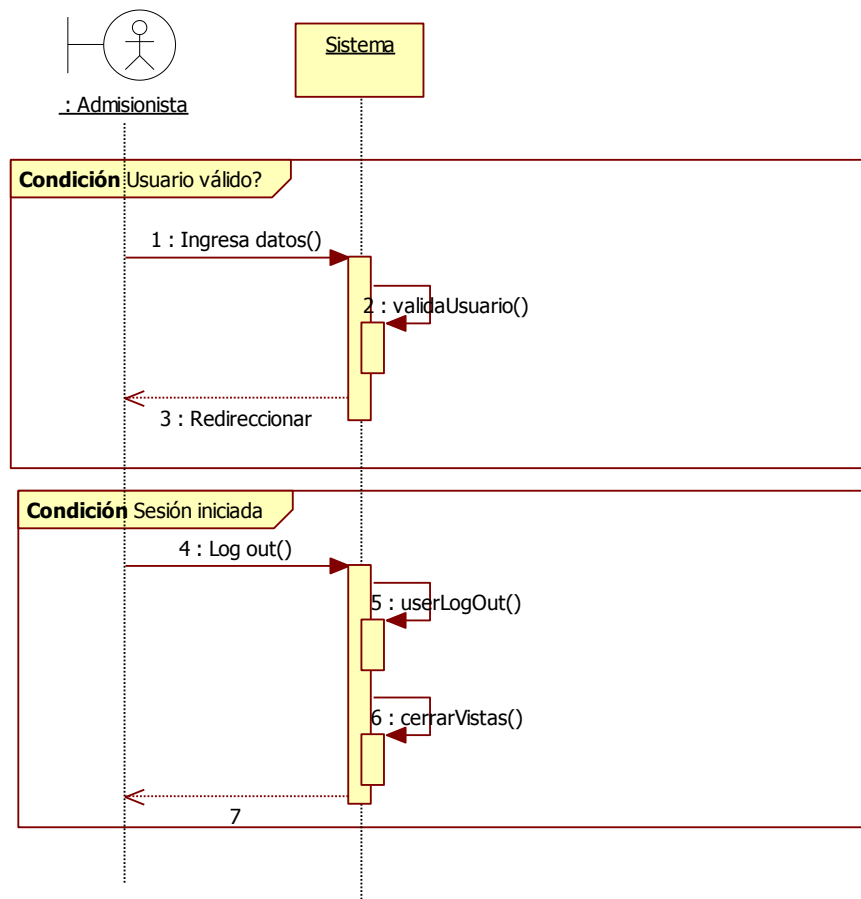 Sistema
: Admisionista
Condición Usuario válido?
1 : Ingresa datos()
2 : validaUsuario()
3 : Redireccionar
Condición Sesión iniciada
4 : Log out()
5 : userLogOut()
6 : cerrarVistas()
7